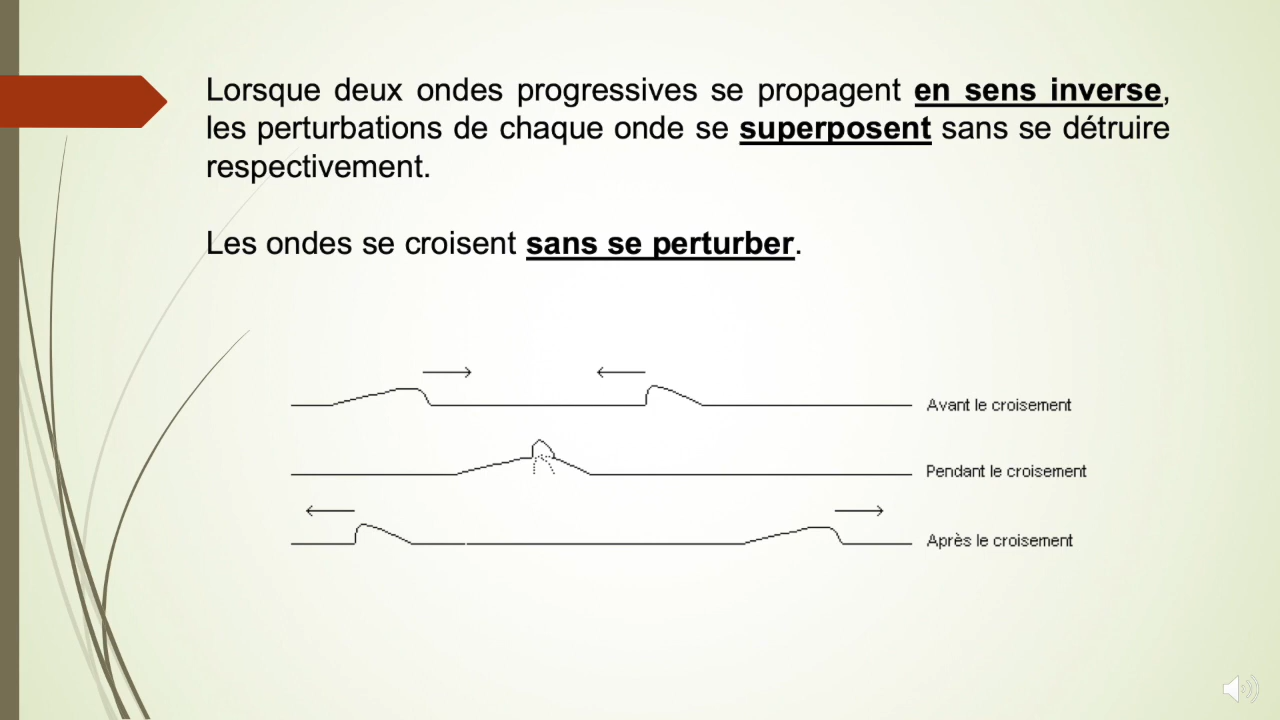 Lorsque deux ondes progressives se propagent en sens inverse,
les perturbations de chaque onde se superposent sans se détruire
respectivement.
Les ondes se croisent sans se perturber.
Avant le croisement
Pendant le croisement
Après le croisement